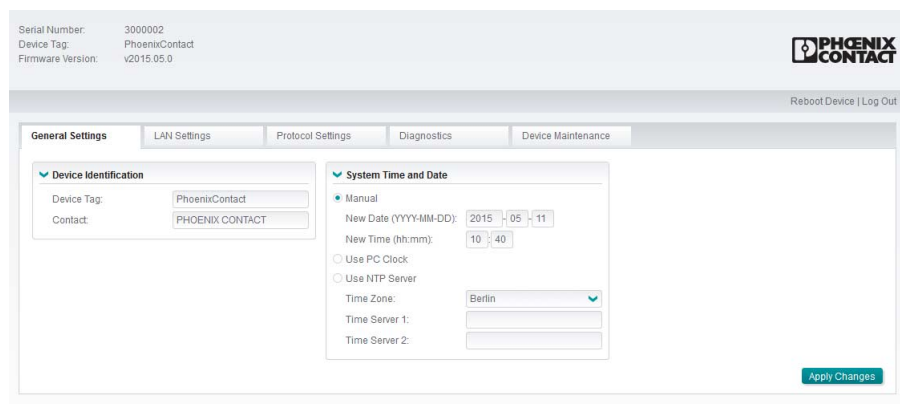 Serial Number: 3000002
Device Tag: PhoenixContact
Firmware Version: v2015.05.0
PHŒNIX
CONTACT
Reboot Device | Log Out
General Settings LAN Settings Protocol Settings Diagnostics Device Maintenance
Device Identification
Device Tag: PhoenixContact
Contact: PHOENIX CONTACT
System Time and Date
Manual
New Date (YYYY-MM-DD): 2015 - 05 - 11
New Time (hh:mm): 10 : 40
Use PC Clock
Use NTP Server
Time Zone: Berlin
Time Server 1:
Time Server 2:
Apply Changes